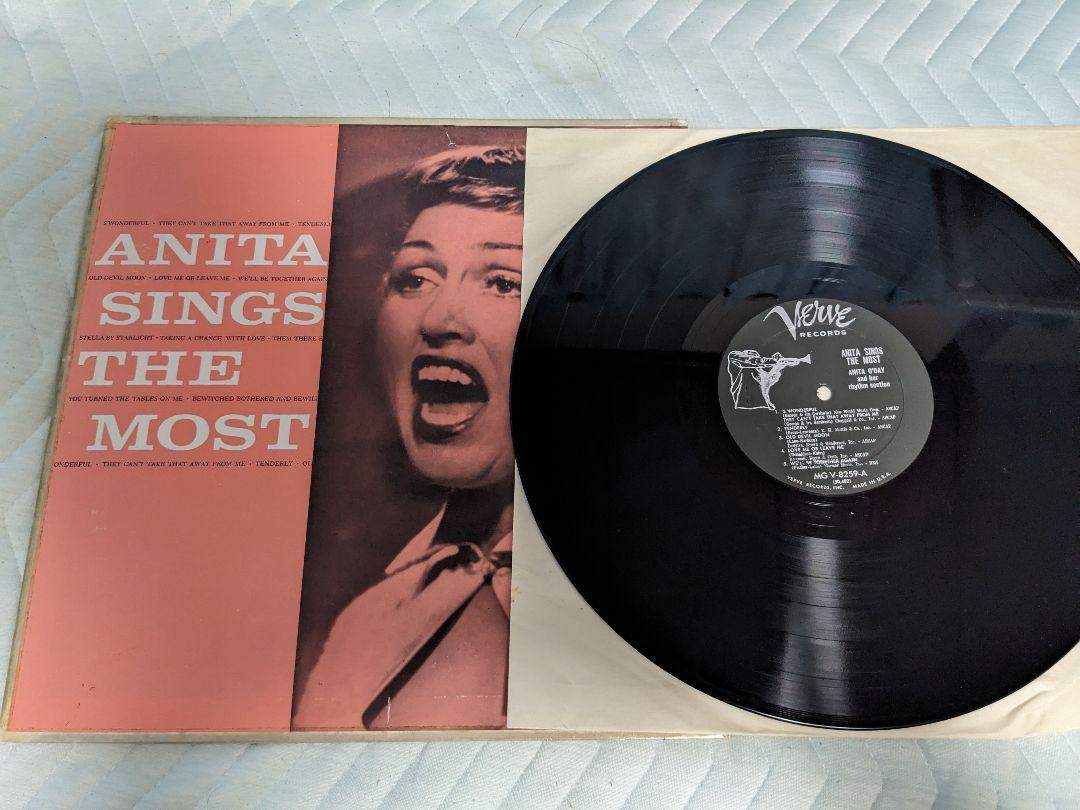 S'WONDERFUL • THEY CAN'T TAKE THAT AWAY FROM ME • TENDERLY
ANITA
OLD DEVIL MOON • LOVE ME OR LEAVE ME • WE'LL BE TOGETHER AGAIN
SINGS
STELLA BY STARLIGHT • TAKING A CHANCE WITH LOVE • THEM THERE E
THE
YOU TURNED THE TABLES ON ME • BEWITCHED BOTHERED AND BEWIL
MOST
ONDERFUL • THEY CAN'T TAKE THAT AWAY FROM ME • TENDERLY • OL
Verve
RECORDS
ANITA SINGS
THE MOST
ANITA O'DAY
and her
rhythm section
1. S'WONDERFUL
THEY CAN'T TAKE THAT AWAY FROM ME
2. TENDERLY
3. OLD DEVIL MOON
4. LOVE ME OR LEAVE ME
5. WE'LL BE TOGETHER AGAIN
MG V-8259-A
VERVE RECORDS, INC. MADE IN U.S.A.